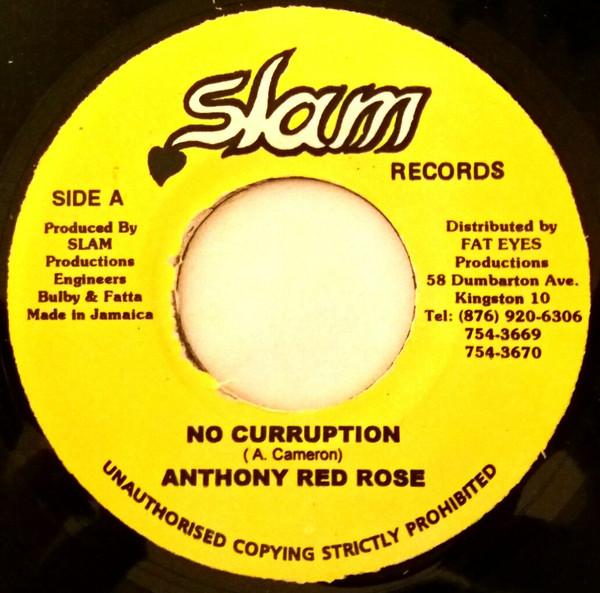 Slam
RECORDS
SIDE A
Produced By
SLAM
Productions
Engineers
Bulby & Fatta
Made in Jamaica
Distributed by
FAT EYES
Productions
58 Dumbarton Ave.
Kingston 10
Tel: (876) 920-6306
754-3669
754-3670
NO CURRUPTION
( A. Cameron)
ANTHONY RED ROSE
UNAUTHORISED COPYING STRICTLY PROHIBITED